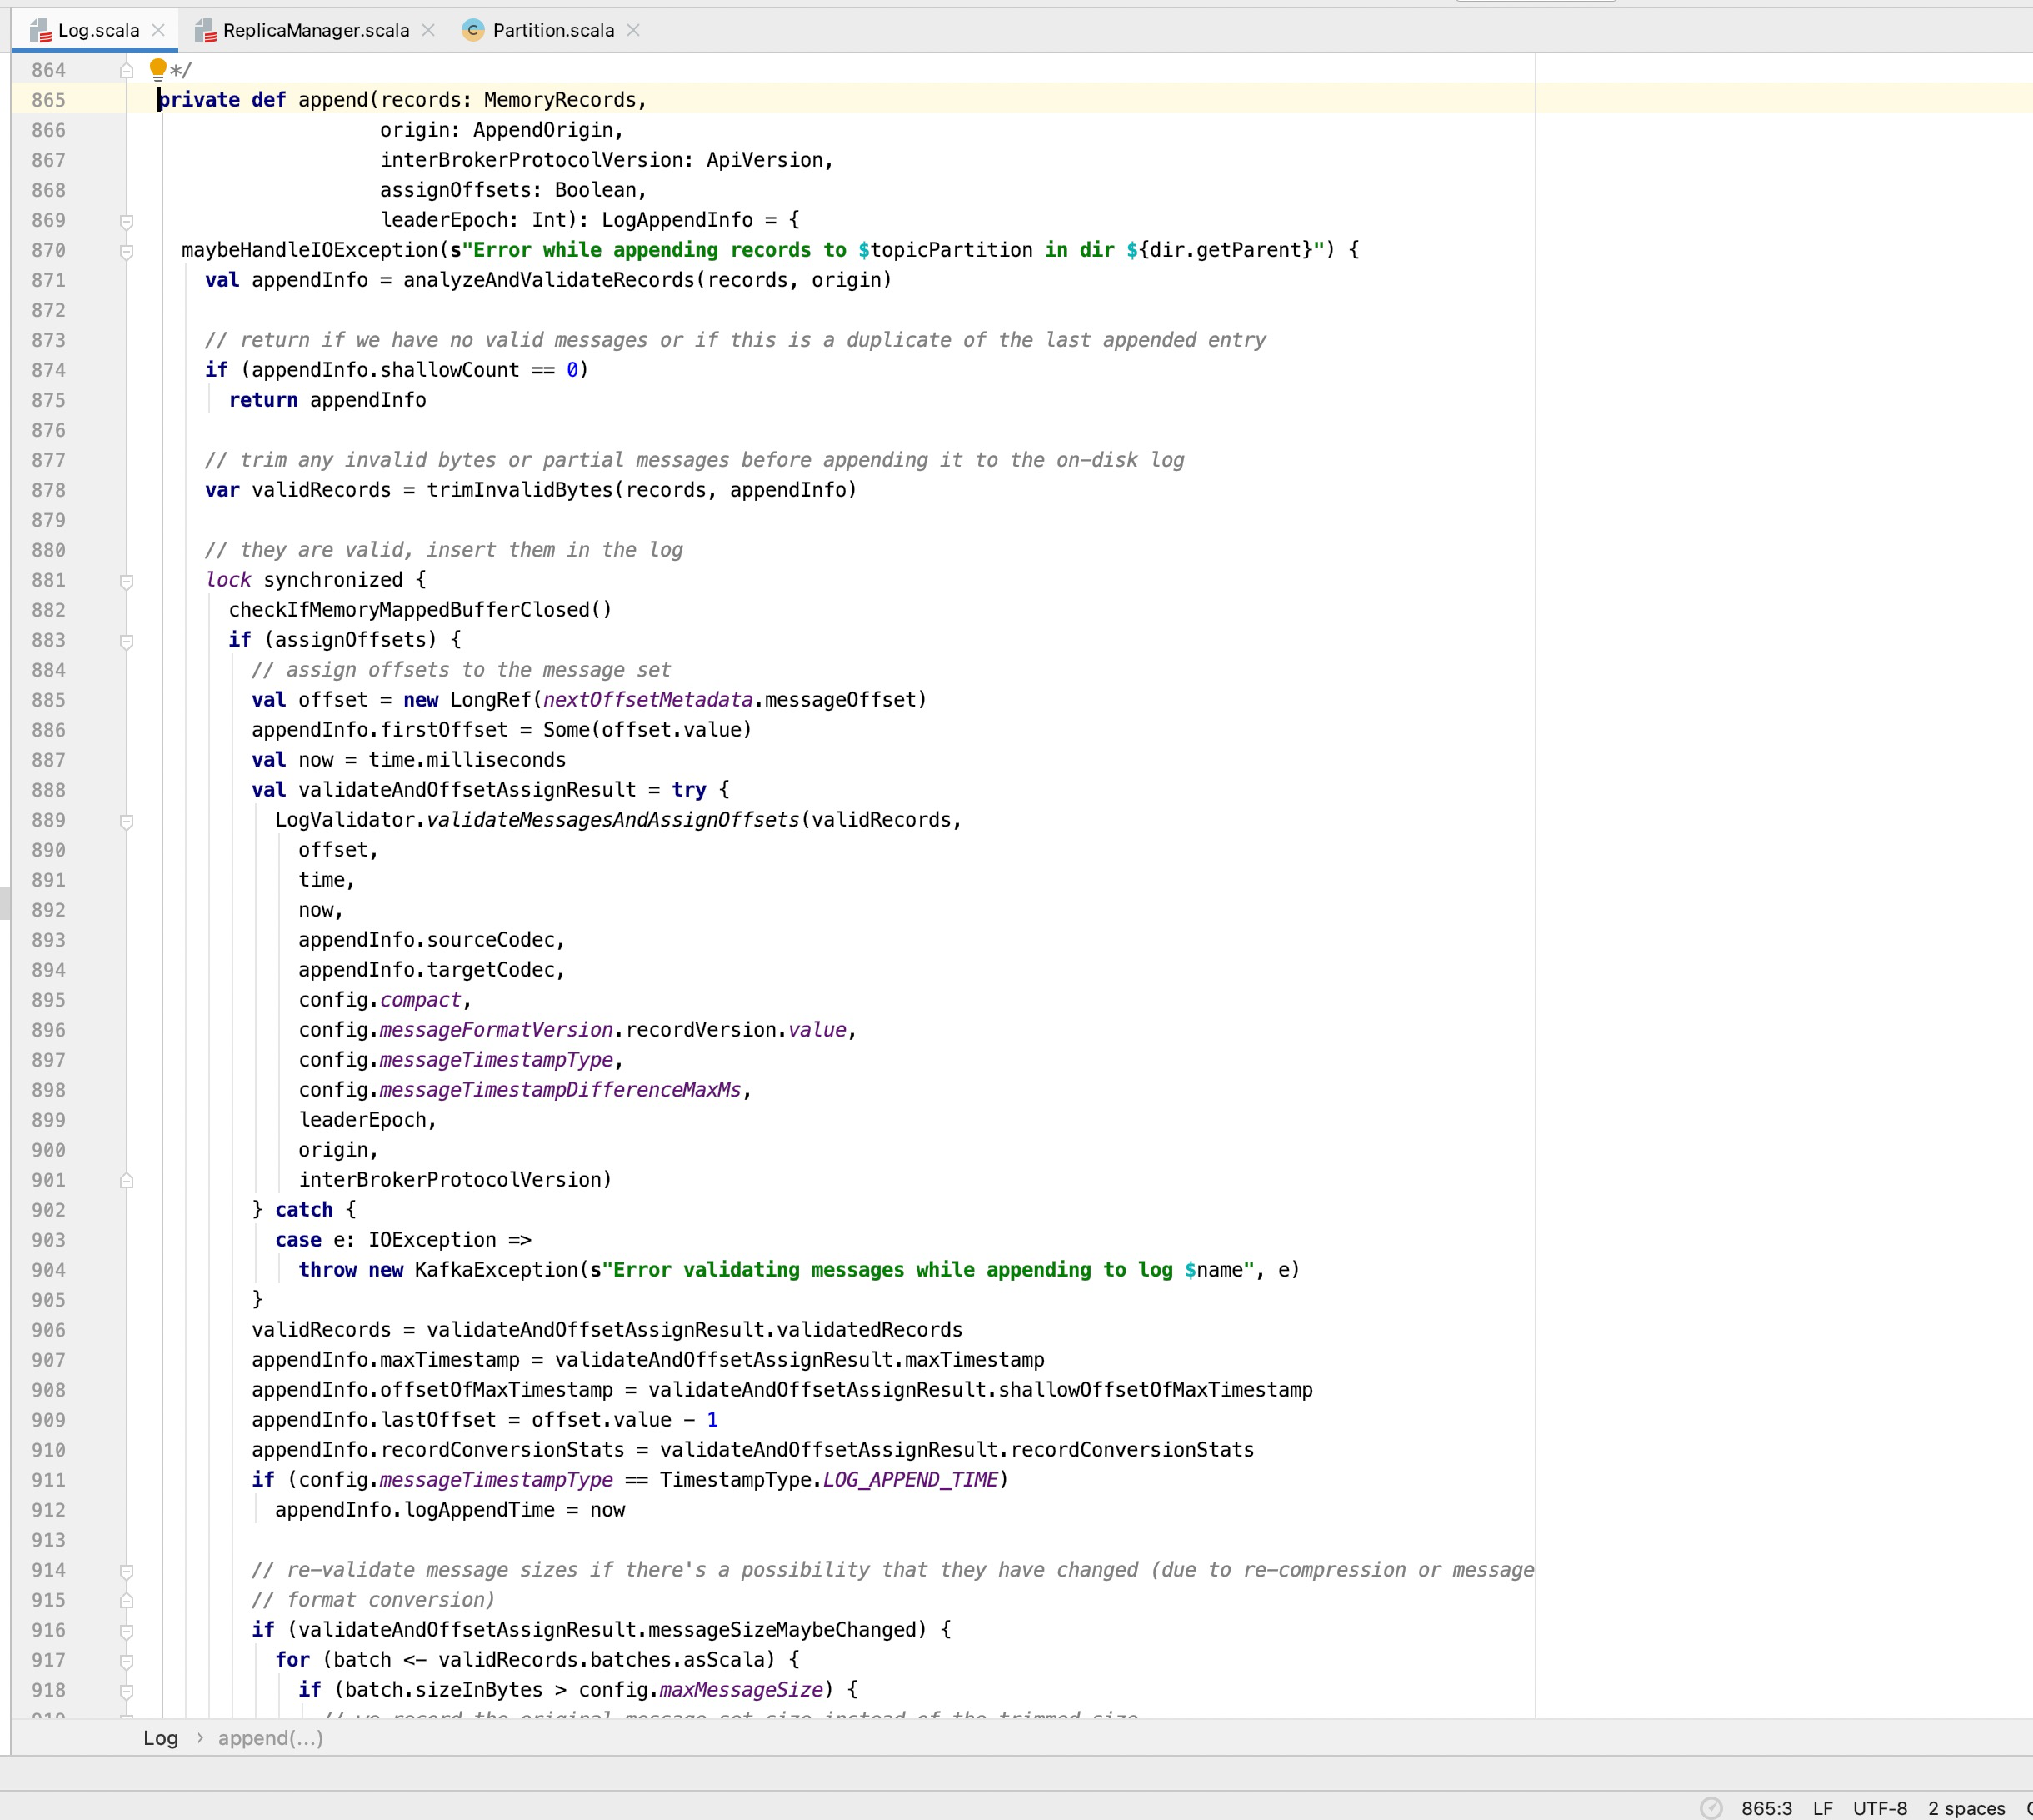 Log.scala ReplicaManager.scala Partition.scala
864 */
865 private def append(records: MemoryRecords,
866 origin: AppendOrigin,
867 interBrokerProtocolVersion: ApiVersion,
868 assignOffsets: Boolean,
869 leaderEpoch: Int): LogAppendInfo = {
870 maybeHandleIOException(s"Error while appending records to $topicPartition in dir ${dir.getParent}") {
871 val appendInfo = analyzeAndValidateRecords(records, origin)
872
873 // return if we have no valid messages or if this is a duplicate of the last appended entry
874 if (appendInfo.shallowCount == 0)
875 return appendInfo
876
877 // trim any invalid bytes or partial messages before appending it to the on-disk log
878 var validRecords = trimInvalidBytes(records, appendInfo)
879
880 // they are valid, insert them in the log
881 lock synchronized {
882 checkIfMemoryMappedBufferClosed()
883 if (assignOffsets) {
884 // assign offsets to the message set
885 val offset = new LongRef(nextOffsetMetadata.messageOffset)
886 appendInfo.firstOffset = Some(offset.value)
887 val now = time.milliseconds
888 val validateAndOffsetAssignResult = try {
889 LogValidator.validateMessagesAndAssignOffsets(validRecords,
890 offset,
891 time,
892 now,
893 appendInfo.sourceCodec,
894 appendInfo.targetCodec,
895 config.compact,
896 config.messageFormatVersion.recordVersion.value,
897 config.messageTimestampType,
898 config.messageTimestampDifferenceMaxMs,
899 leaderEpoch,
900 origin,
901 interBrokerProtocolVersion)
902 } catch {
903 case e: IOException =>
904 throw new KafkaException(s"Error validating messages while appending to log $name", e)
905 }
906 validRecords = validateAndOffsetAssignResult.validatedRecords
907 appendInfo.maxTimestamp = validateAndOffsetAssignResult.maxTimestamp
908 appendInfo.offsetOfMaxTimestamp = validateAndOffsetAssignResult.shallowOffsetOfMaxTimestamp
909 appendInfo.lastOffset = offset.value - 1
910 appendInfo.recordConversionStats = validateAndOffsetAssignResult.recordConversionStats
911 if (config.messageTimestampType == TimestampType.LOG_APPEND_TIME)
912 appendInfo.logAppendTime = now
913
914 // re-validate message sizes if there's a possibility that they have changed (due to re-compression or message
915 // format conversion)
916 if (validateAndOffsetAssignResult.messageSizeMaybeChanged) {
917 for (batch <- validRecords.batches.asScala) {
918 if (batch.sizeInBytes > config.maxMessageSize) {
919 // we record the original message set size instead of the trimmed size
Log › append(...)
865:3 LF UTF-8 2 spaces